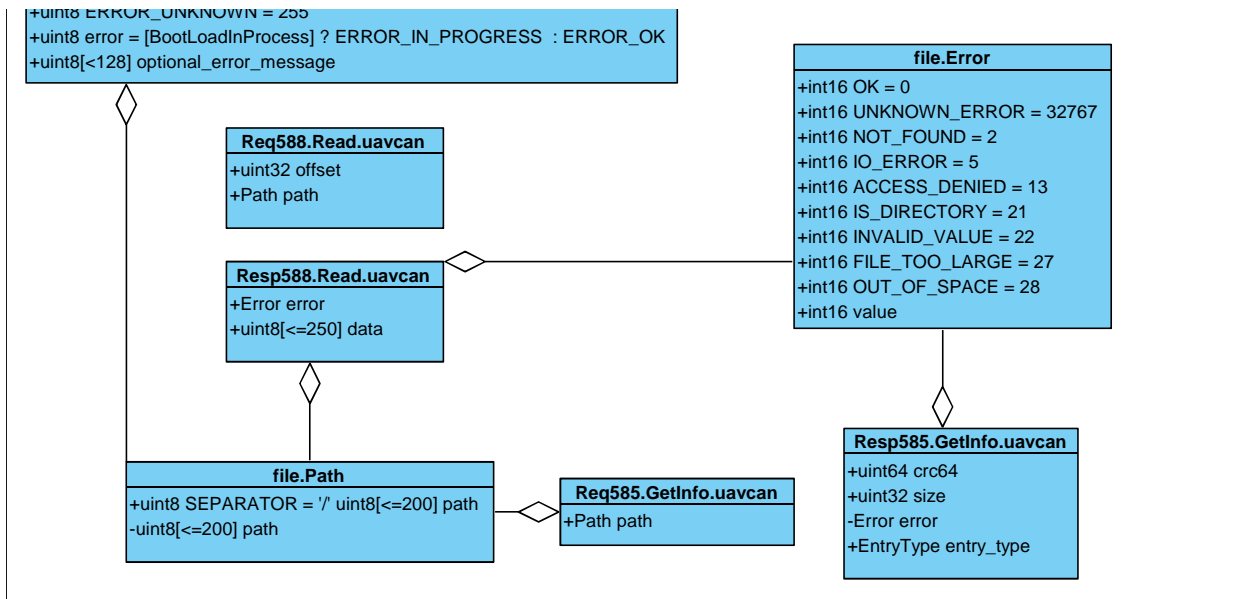 +uint8 ERROR_UNKNOWN = 255
+uint8 error = [BootLoadInProcess] ? ERROR_IN_PROGRESS  : ERROR_OK
+uint8[<128] optional_error_message
file.Error
+int16 OK = 0
+int16 UNKNOWN_ERROR = 32767
+int16 NOT_FOUND = 2
+int16 IO_ERROR = 5
+int16 ACCESS_DENIED = 13
+int16 IS_DIRECTORY = 21
+int16 INVALID_VALUE = 22
+int16 FILE_TOO_LARGE = 27
+int16 OUT_OF_SPACE = 28
+int16 value
Req588.Read.uavcan
+uint32 offset
+Path path
Resp588.Read.uavcan
+Error error
+uint8[<=250] data
file.Path
+uint8 SEPARATOR = '/' uint8[<=200] path
-uint8[<=200] path
Req585.GetInfo.uavcan
+Path path
Resp585.GetInfo.uavcan
+uint64 crc64
+uint32 size
-Error error
+EntryType entry_type